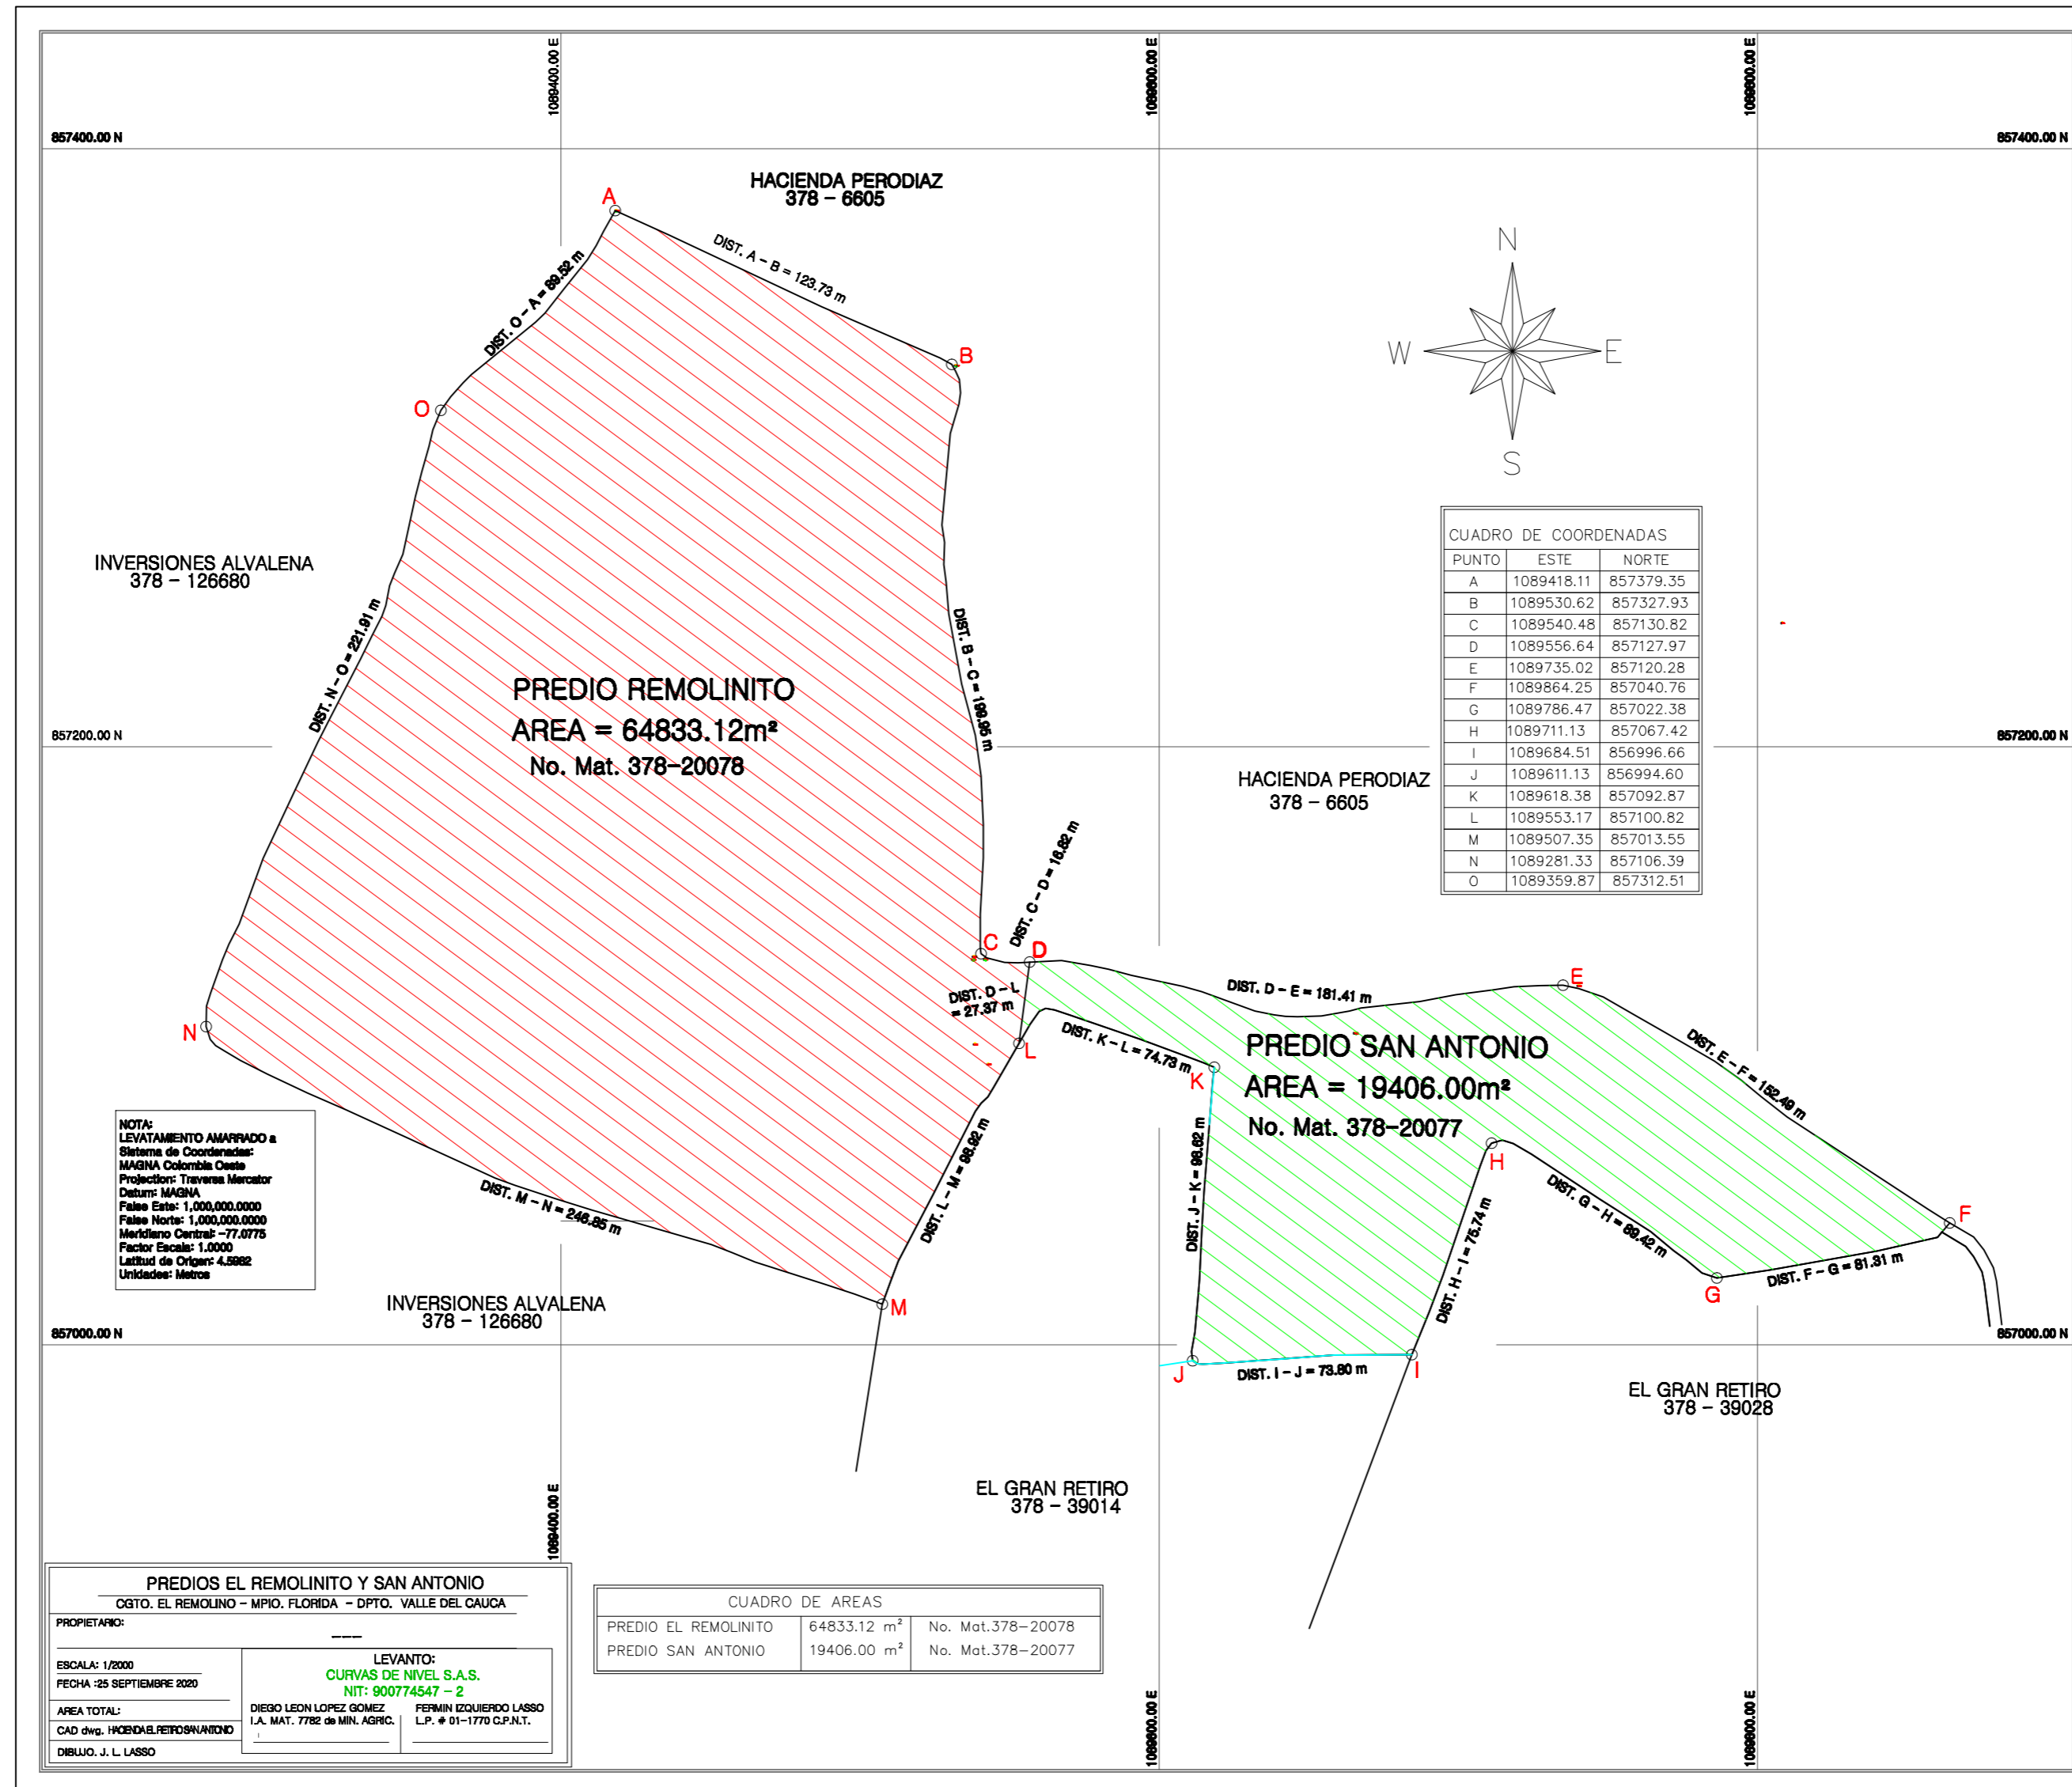 1089400.00 E
1089600.00 E
1089800.00 E
857400.00 N
857400.00 N
HACIENDA PERODIAZ
378 - 6605
A
DIST. A - B = 123.73 m
B
DIST. O - A = 89.52 m
O
N
W
E
S
INVERSIONES ALVALENA
378 - 126680
DIST. N - O = 221.91 m
DIST. B - C = 199.95 m
PREDIO REMOLINITO
AREA = 64833.12m²
No. Mat. 378-20078
CUADRO DE COORDENADAS
PUNTO ESTE NORTE
A 1089418.11 857379.35
B 1089530.62 857327.93
C 1089540.48 857130.82
D 1089556.64 857127.97
E 1089735.02 857120.28
F 1089864.25 857040.76
G 1089786.47 857022.38
H 1089711.13 857067.42
I 1089684.51 856996.66
J 1089611.13 856994.60
K 1089618.38 857092.87
L 1089553.17 857100.82
M 1089507.35 857013.55
N 1089281.33 857106.39
O 1089359.87 857312.51
857200.00 N
857200.00 N
HACIENDA PERODIAZ
378 - 6605
DIST. C - D = 16.82 m
C
D
DIST. D - L
= 27.37 m
L
DIST. D - E = 181.41 m
E
DIST. K - L = 74.73 m
K
PREDIO SAN ANTONIO
AREA = 19406.00m²
No. Mat. 378-20077
DIST. E - F = 152.49 m
F
H
DIST. G - H = 89.42 m
G
DIST. F - G = 81.31 m
DIST. H - I = 75.74 m
DIST. J - K = 98.62 m
DIST. L - M = 98.92 m
N
DIST. M - N = 246.85 m
M
J
DIST. I - J = 73.80 m
I
NOTA:
LEVATAMIENTO AMARRADO a
Sistema de Coordenadas:
MAGNA Colombia Oeste
Projection: Traversa Mercator
Datum: MAGNA
False Este: 1,000,000.0000
False Norte: 1,000,000.0000
Meridiano Central: -77.0775
Factor Escala: 1.0000
Latitud de Origen: 4.5962
Unidades: Metros
INVERSIONES ALVALENA
378 - 126680
857000.00 N
857000.00 N
EL GRAN RETIRO
378 - 39028
EL GRAN RETIRO
378 - 39014
1089400.00 E
1089600.00 E
1089800.00 E
PREDIOS EL REMOLINITO Y SAN ANTONIO
CGTO. EL REMOLINO - MPIO. FLORIDA - DPTO. VALLE DEL CAUCA
PROPIETARIO:
---
ESCALA: 1/2000
FECHA :25 SEPTIEMBRE 2020
AREA TOTAL:
CAD dwg. HACIENDA EL RETIRO SAN ANTONIO
DIBUJO. J. L. LASSO
LEVANTO:
CURVAS DE NIVEL S.A.S.
NIT: 900774547 - 2
DIEGO LEON LOPEZ GOMEZ
I.A. MAT. 7782 de MIN. AGRIC.
FERMIN IZQUIERDO LASSO
L.P. # 01-1770 C.P.N.T.
CUADRO DE AREAS
PREDIO EL REMOLINITO 64833.12 m² No. Mat.378-20078
PREDIO SAN ANTONIO 19406.00 m² No. Mat.378-20077